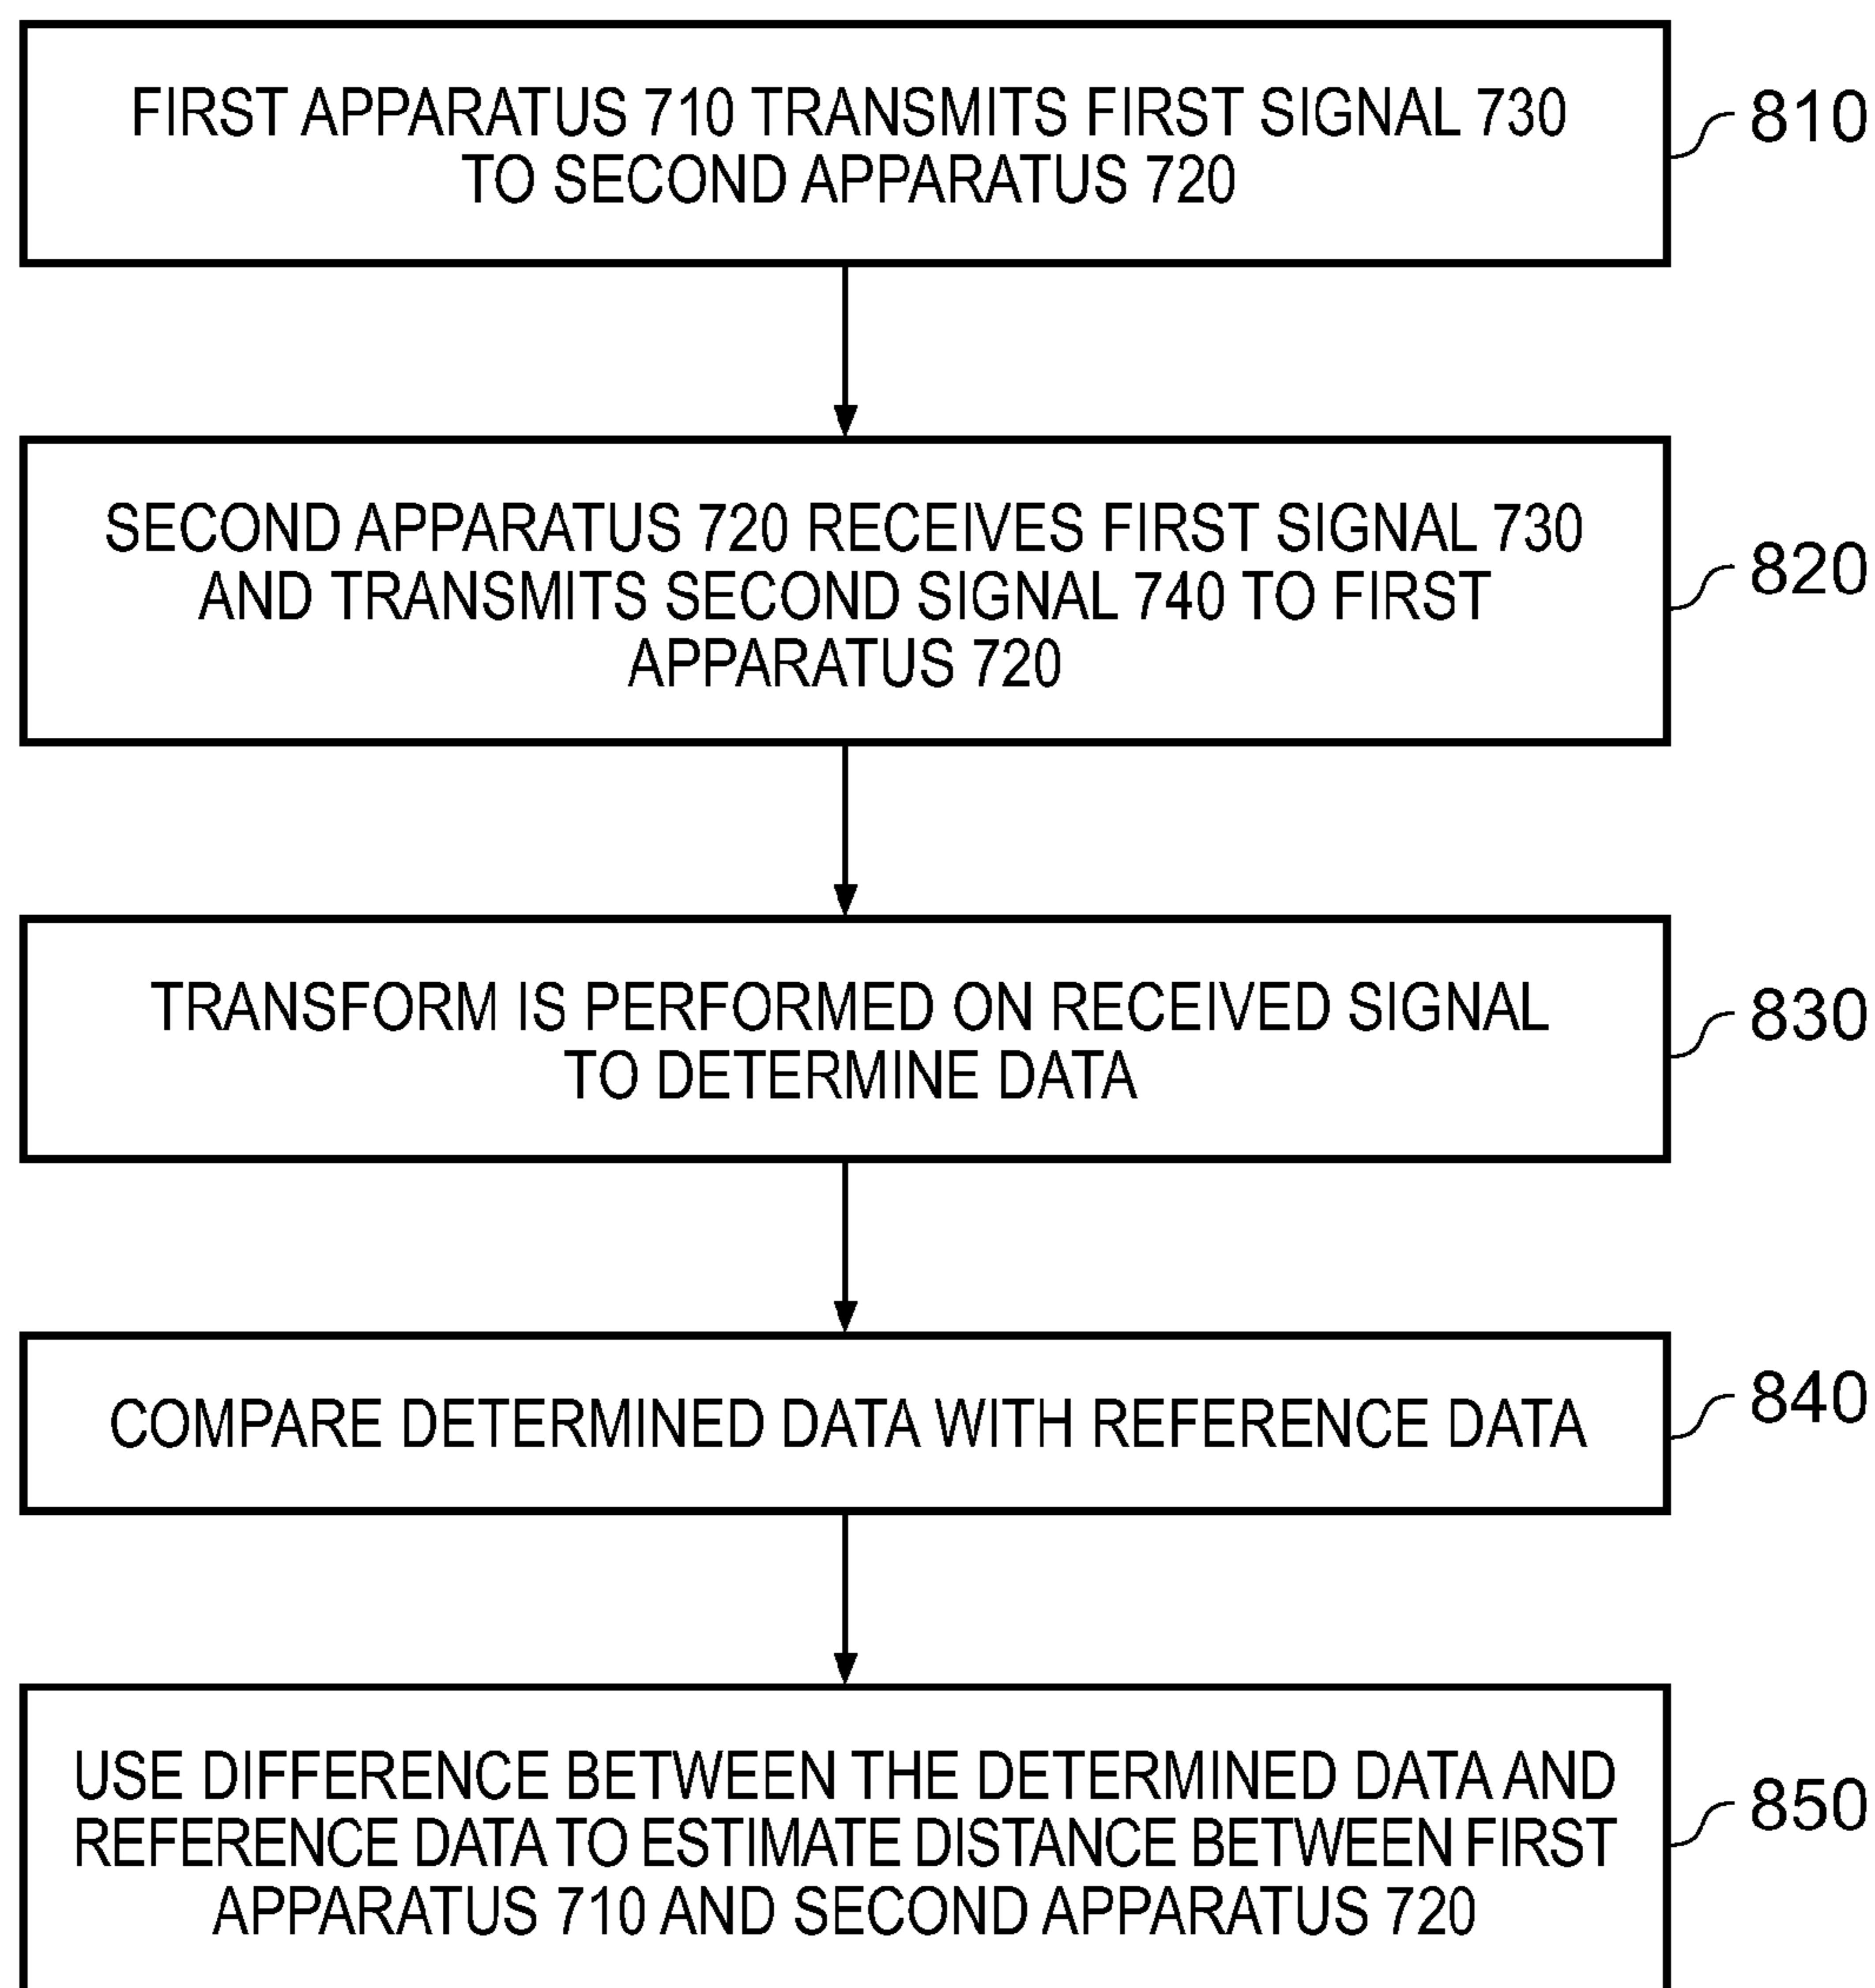 FIRST APPARATUS 710 TRANSMITS FIRST SIGNAL 730
TO SECOND APPARATUS 720
810
SECOND APPARATUS 720 RECEIVES FIRST SIGNAL 730
AND TRANSMITS SECOND SIGNAL 740 TO FIRST
APPARATUS 720
820
TRANSFORM IS PERFORMED ON RECEIVED SIGNAL
TO DETERMINE DATA
830
COMPARE DETERMINED DATA WITH REFERENCE DATA
840
USE DIFFERENCE BETWEEN THE DETERMINED DATA AND
REFERENCE DATA TO ESTIMATE DISTANCE BETWEEN FIRST
APPARATUS 710 AND SECOND APPARATUS 720
850